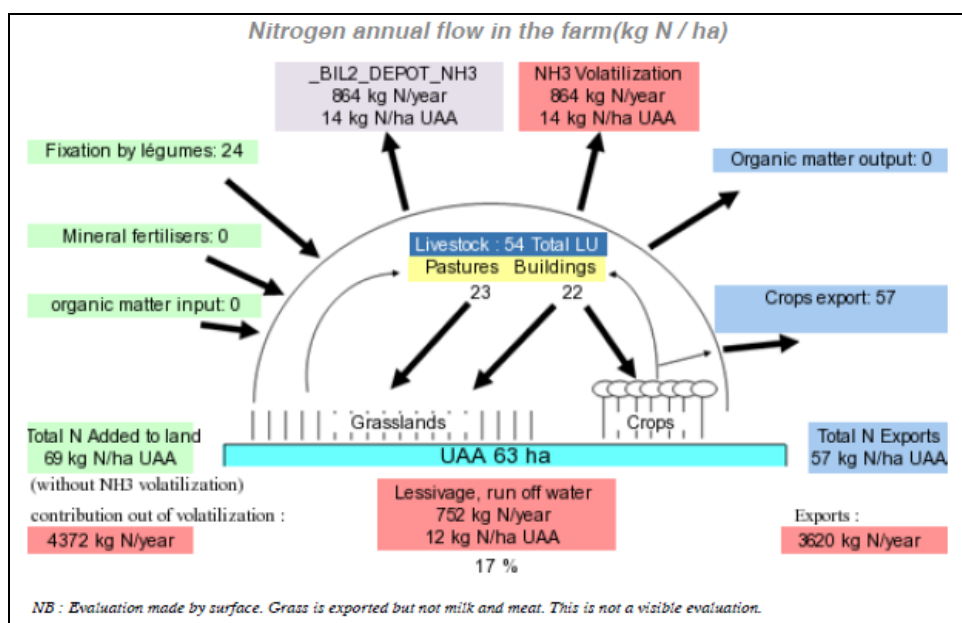 Nitrogen annual flow in the farm(kg N / ha)
_BIL2_DEPOT_NH3
864 kg N/year
14 kg N/ha UAA
NH3 Volatilization
864 kg N/year
14 kg N/ha UAA
Fixation by légumes: 24
Organic matter output: 0
Mineral fertilisers: 0
Livestock : 54 Total LU
Pastures Buildings
23 22
organic matter input: 0
Crops export: 57
Grasslands
Crops
Total N Added to land
69 kg N/ha UAA
UAA 63 ha
Total N Exports
57 kg N/ha UAA
(without NH3 volatilization)
contribution out of volatilization :
4372 kg N/year
Lessivage, run off water
752 kg N/year
12 kg N/ha UAA
17 %
Exports :
3620 kg N/year
NB : Evaluation made by surface. Grass is exported but not milk and meat. This is not a visible evaluation.